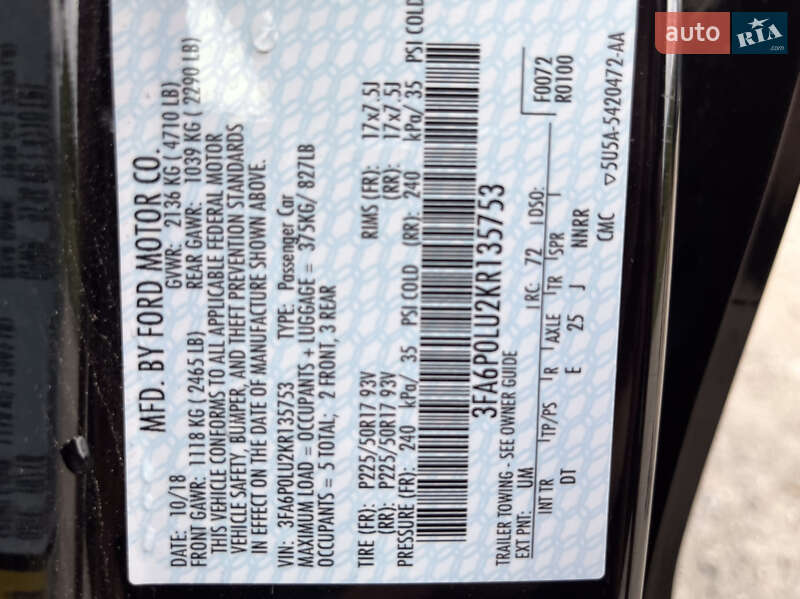 auto RIA
.com
MFD. BY FORD MOTOR CO.
DATE: 10/18 GVWR: 2136 KG ( 4710 LB)
FRONT GAWR: 1118 KG ( 2465 LB) REAR GAWR: 1039 KG ( 2290 LB)
THIS VEHICLE CONFORMS TO ALL APPLICABLE FEDERAL MOTOR
VEHICLE SAFETY, BUMPER, AND THEFT PREVENTION STANDARDS
IN EFFECT ON THE DATE OF MANUFACTURE SHOWN ABOVE.
VIN: 3FA6P0LU2KR135753 TYPE: Passenger Car
MAXIMUM LOAD = OCCUPANTS + LUGGAGE = 375KG/ 827LB
OCCUPANTS = 5 TOTAL; 2 FRONT, 3 REAR
TIRE (FR): P225/50R17 93V RIMS (FR): 17x7.5J
(RR): P225/50R17 93V (RR): 17x7.5J
PRESSURE (FR): 240 kPa/ 35 PSI COLD (RR): 240 kPa/ 35 PSI COLD
3FA6P0LU2KR135753
TRAILER TOWING - SEE OWNER GUIDE
F0072
R0100
EXT PNT: UM RC: 72 DSO:
INT TR TP/PS R AXLE TR SPR
DT E 25 J NNRR
CMC ▽5U5A-5420472-AA